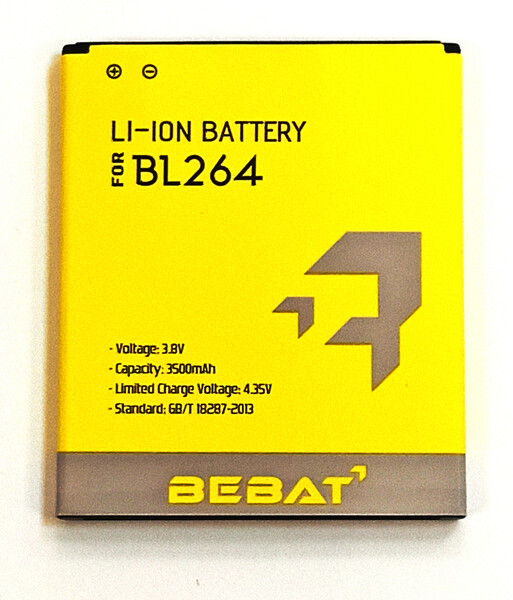 ⊕ ⊖
LI-ION BATTERY
FOR BL264
- Voltage: 3.8V
- Capacity: 3500mAh
- Limited Charge Voltage: 4.35V
- Standard: GB/T 18287-2013
BEBAT